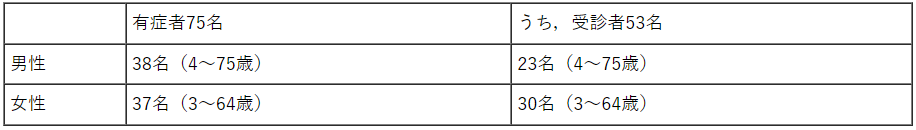 有症者75名 うち，受診者53名
男性 38名（4～75歳） 23名（4～75歳）
女性 37名（3～64歳） 30名（3～64歳）